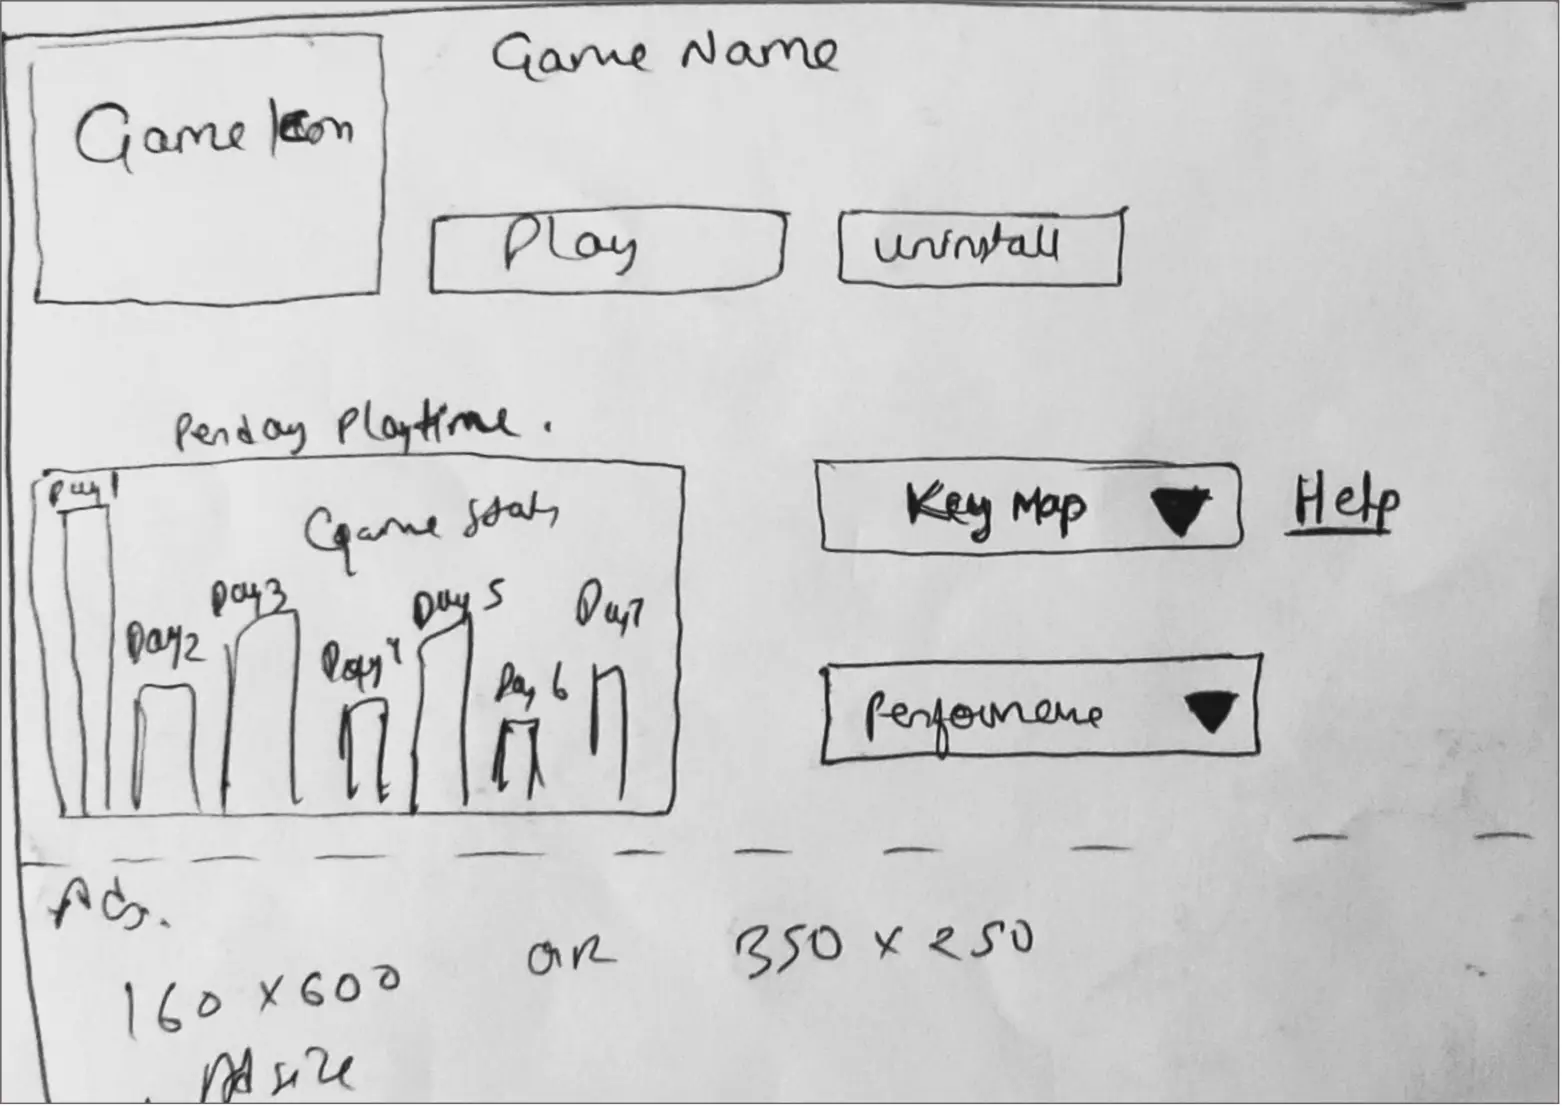 Game Name
Game Icon
Play
Uninstall
Perday Playtime.
Day 1
Game Stats
Day 2
Day 3
Day 4
Day 5
Day 6
Day 7
Key Map
Help
Performence
Ads.
160 x 600
OR
350 x 250
Ad size